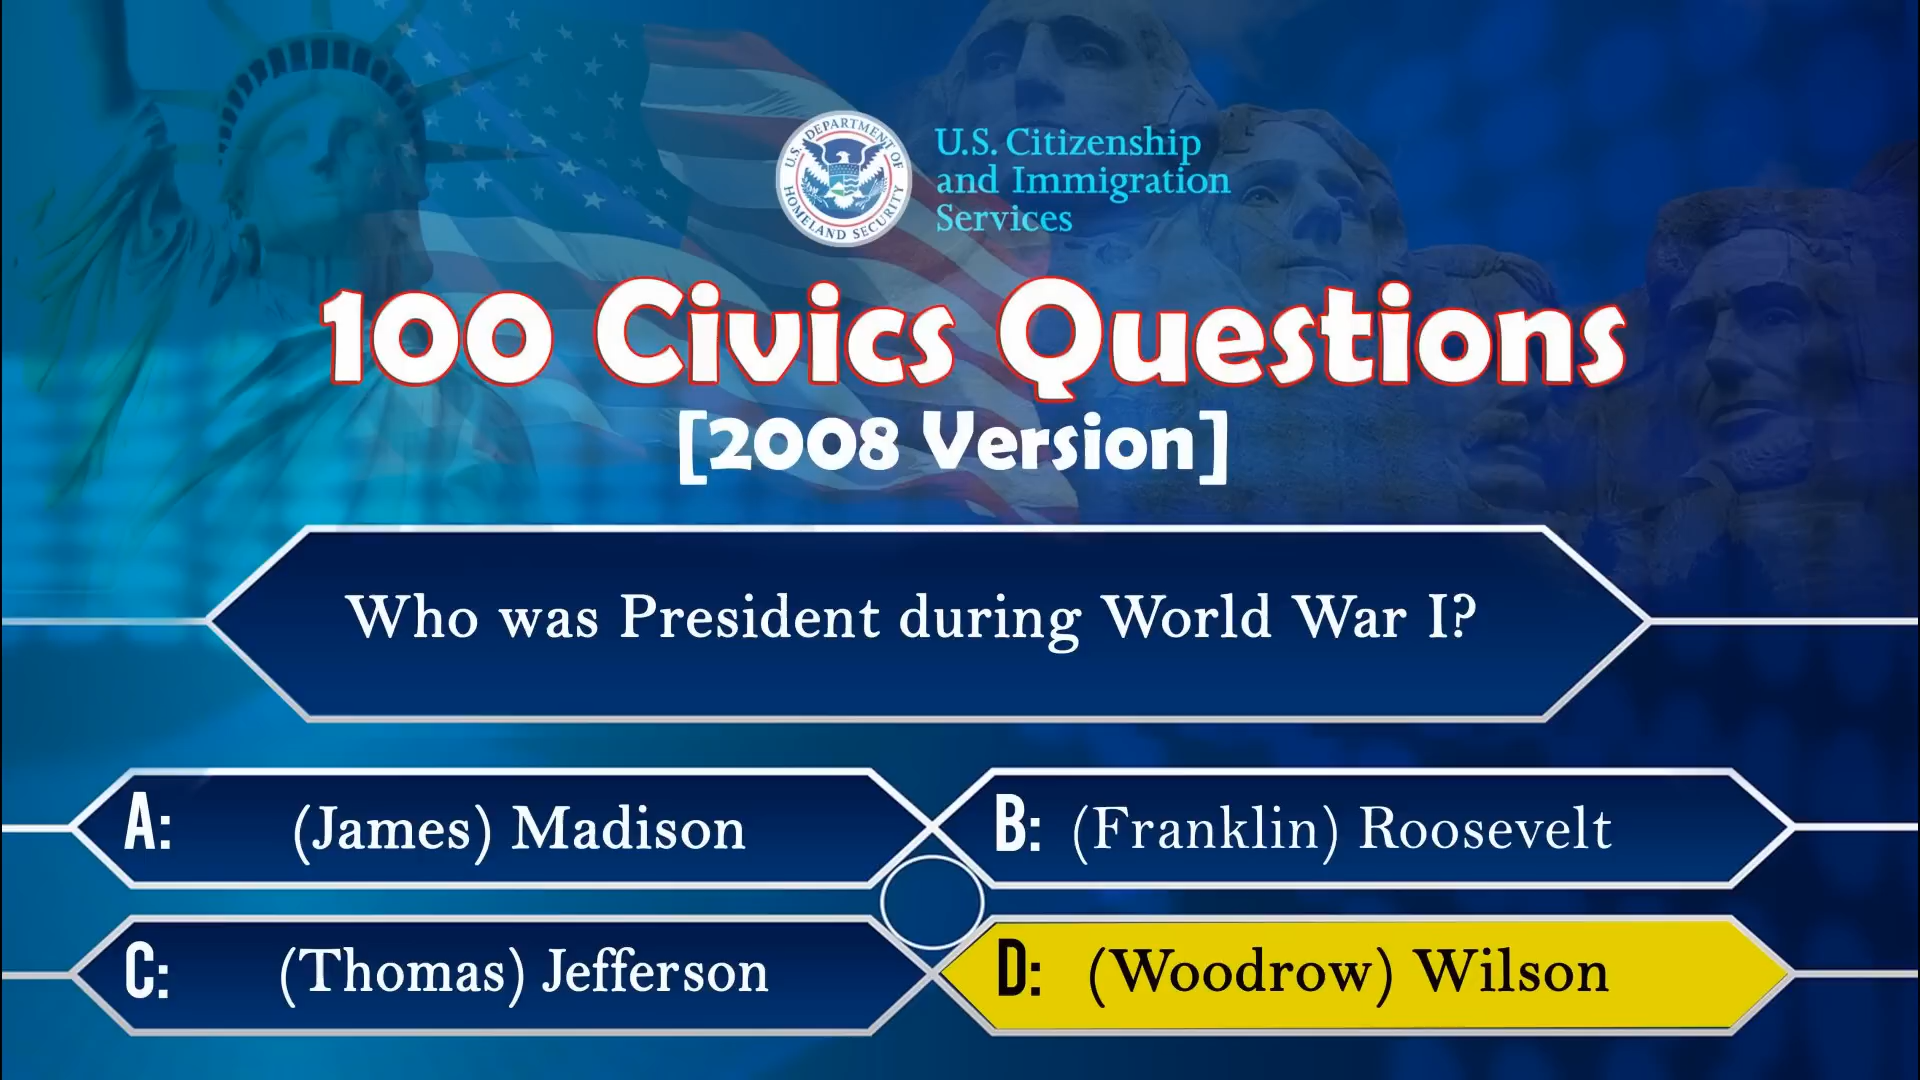 U.S. DEPARTMENT OF
HOMELAND SECURITY
U.S. Citizenship
and Immigration
Services
100 Civics Questions
[2008 Version]
Who was President during World War I?
A: (James) Madison
B: (Franklin) Roosevelt
C: (Thomas) Jefferson
D: (Woodrow) Wilson